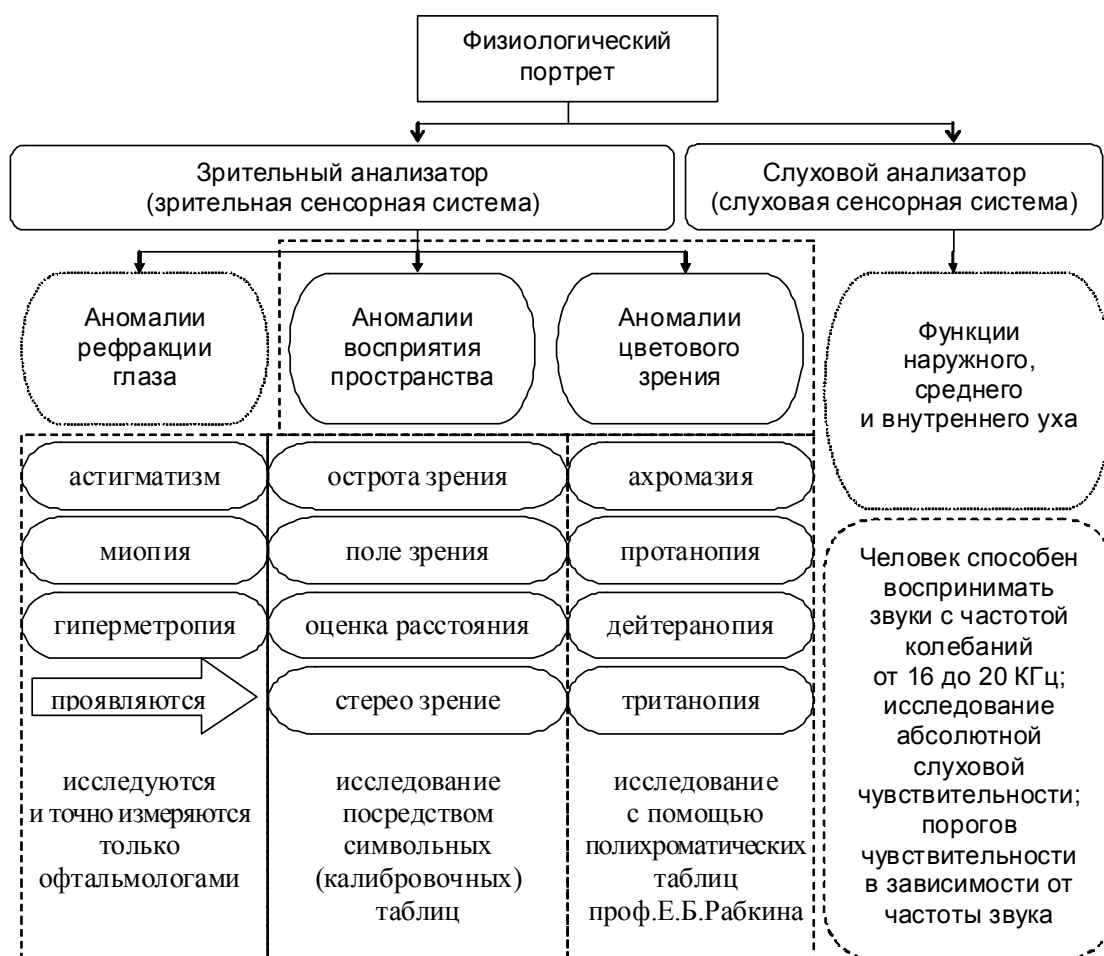 Физиологический
портрет
Зрительный анализатор
(зрительная сенсорная система)
Слуховой анализатор
(слуховая сенсорная система)
Аномалии
рефракции
глаза
Аномалии
восприятия
пространства
Аномалии
цветового
зрения
Функции
наружного,
среднего
и внутреннего уха
астигматизм
миопия
гиперметропия
проявляются
исследуются
и точно измеряются
только
офтальмологами
острота зрения
поле зрения
оценка расстояния
стерео зрение
исследование
посредством
символьных
(калибровочных)
таблиц
ахромазия
протанопия
дейтеранопия
тританопия
исследование
с помощью
полихроматических
таблиц
проф.Е.Б.Рабкина
Человек способен
воспринимать
звуки с частотой
колебаний
от 16 до 20 КГц;
исследование
абсолютной
слуховой
чувствительности;
порогов
чувствительности
в зависимости от
частоты звука